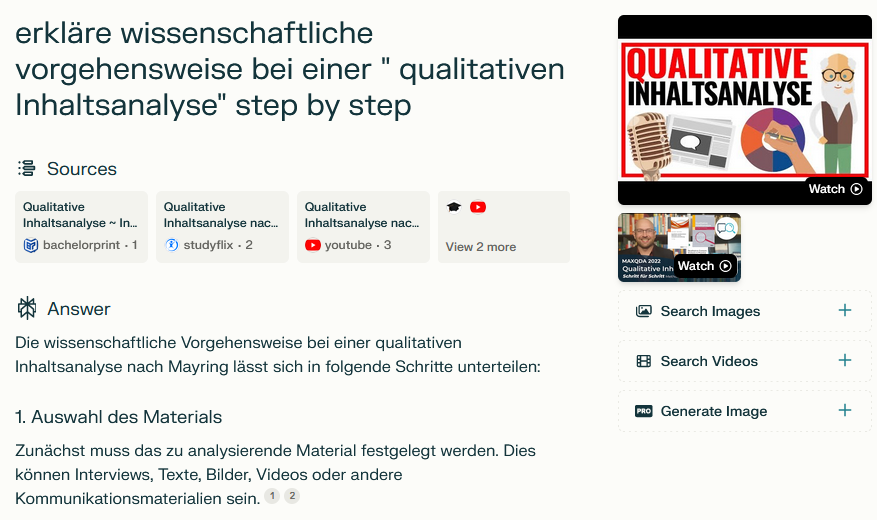 erkläre wissenschaftliche
vorgehensweise bei einer " qualitativen
Inhaltsanalyse" step by step
Sources
Qualitative
Inhaltsanalyse ~ In...
bachelorprint · 1
Qualitative
Inhaltsanalyse nac...
studyflix · 2
Qualitative
Inhaltsanalyse nac...
youtube · 3
View 2 more
Answer
Die wissenschaftliche Vorgehensweise bei einer qualitativen
Inhaltsanalyse nach Mayring lässt sich in folgende Schritte unterteilen:
1. Auswahl des Materials
Zunächst muss das zu analysierende Material festgelegt werden. Dies
können Interviews, Texte, Bilder, Videos oder andere
Kommunikationsmaterialien sein. 1 2
QUALITATIVE
INHALTSANALYSE
Watch
MAXQDA 2022
Qualitative Inh
Schritt für Schritt
Watch
Search Images
Search Videos
PRO Generate Image